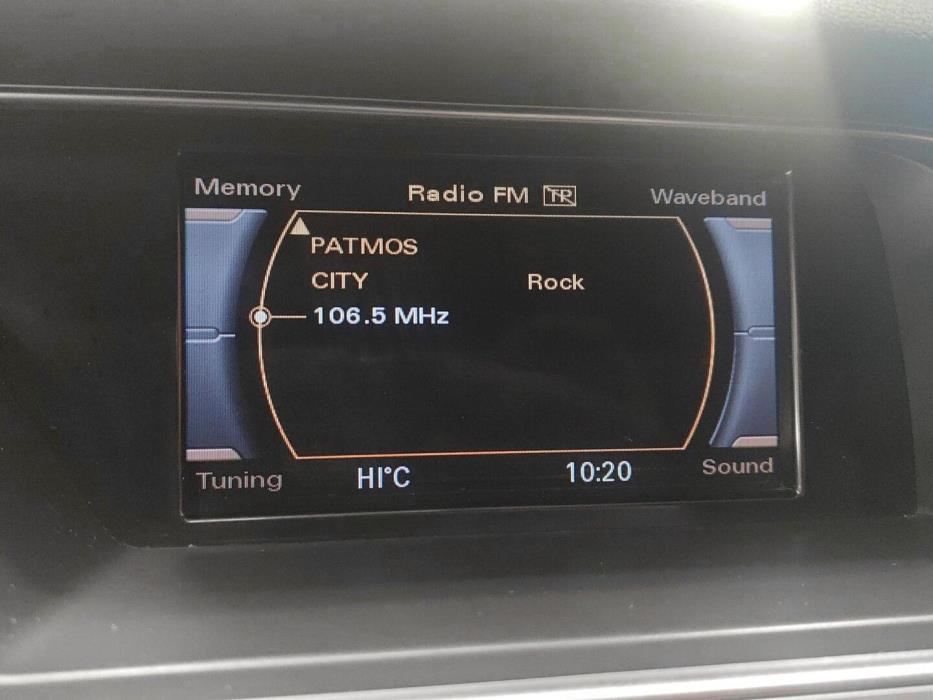 Memory Radio FM TP Waveband
PATMOS
CITY Rock
106.5 MHz
Tuning HI°C 10:20 Sound